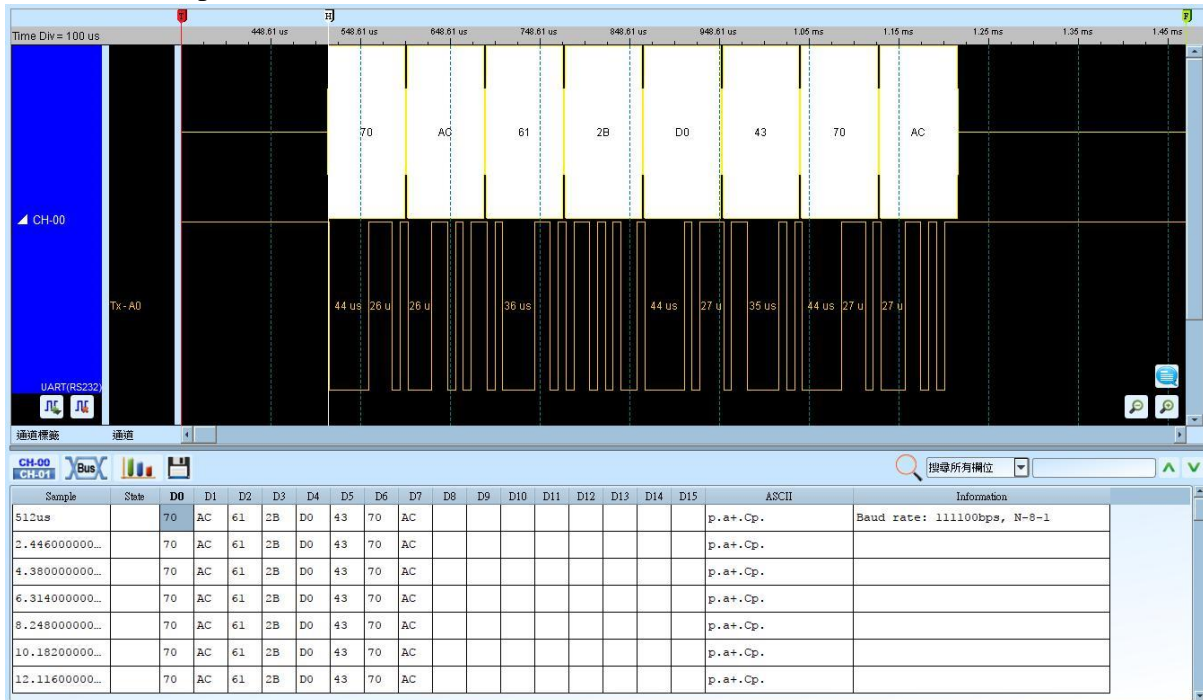 T H F
Time Div = 100 us 448.61 us 548.61 us 648.61 us 748.61 us 848.61 us 948.61 us 1.05 ms 1.15 ms 1.25 ms 1.35 ms 1.45 ms
70 AC 61 2B D0 43 70 AC
CH-00
Tx - A0 44 us 26 u 26 u 36 us 44 us 27 u 35 us 44 us 27 u 27 u
UART(RS232)
通道標籤 通道
CH-00 CH-01 Bus 搜尋所有欄位
Sample State D0 D1 D2 D3 D4 D5 D6 D7 D8 D9 D10 D11 D12 D13 D14 D15 ASCII Information
512us 70 AC 61 2B D0 43 70 AC p.a+.Cp. Baud rate: 111100bps, N-8-1
2.446000000... 70 AC 61 2B D0 43 70 AC p.a+.Cp.
4.380000000... 70 AC 61 2B D0 43 70 AC p.a+.Cp.
6.314000000... 70 AC 61 2B D0 43 70 AC p.a+.Cp.
8.248000000... 70 AC 61 2B D0 43 70 AC p.a+.Cp.
10.18200000... 70 AC 61 2B D0 43 70 AC p.a+.Cp.
12.11600000... 70 AC 61 2B D0 43 70 AC p.a+.Cp.